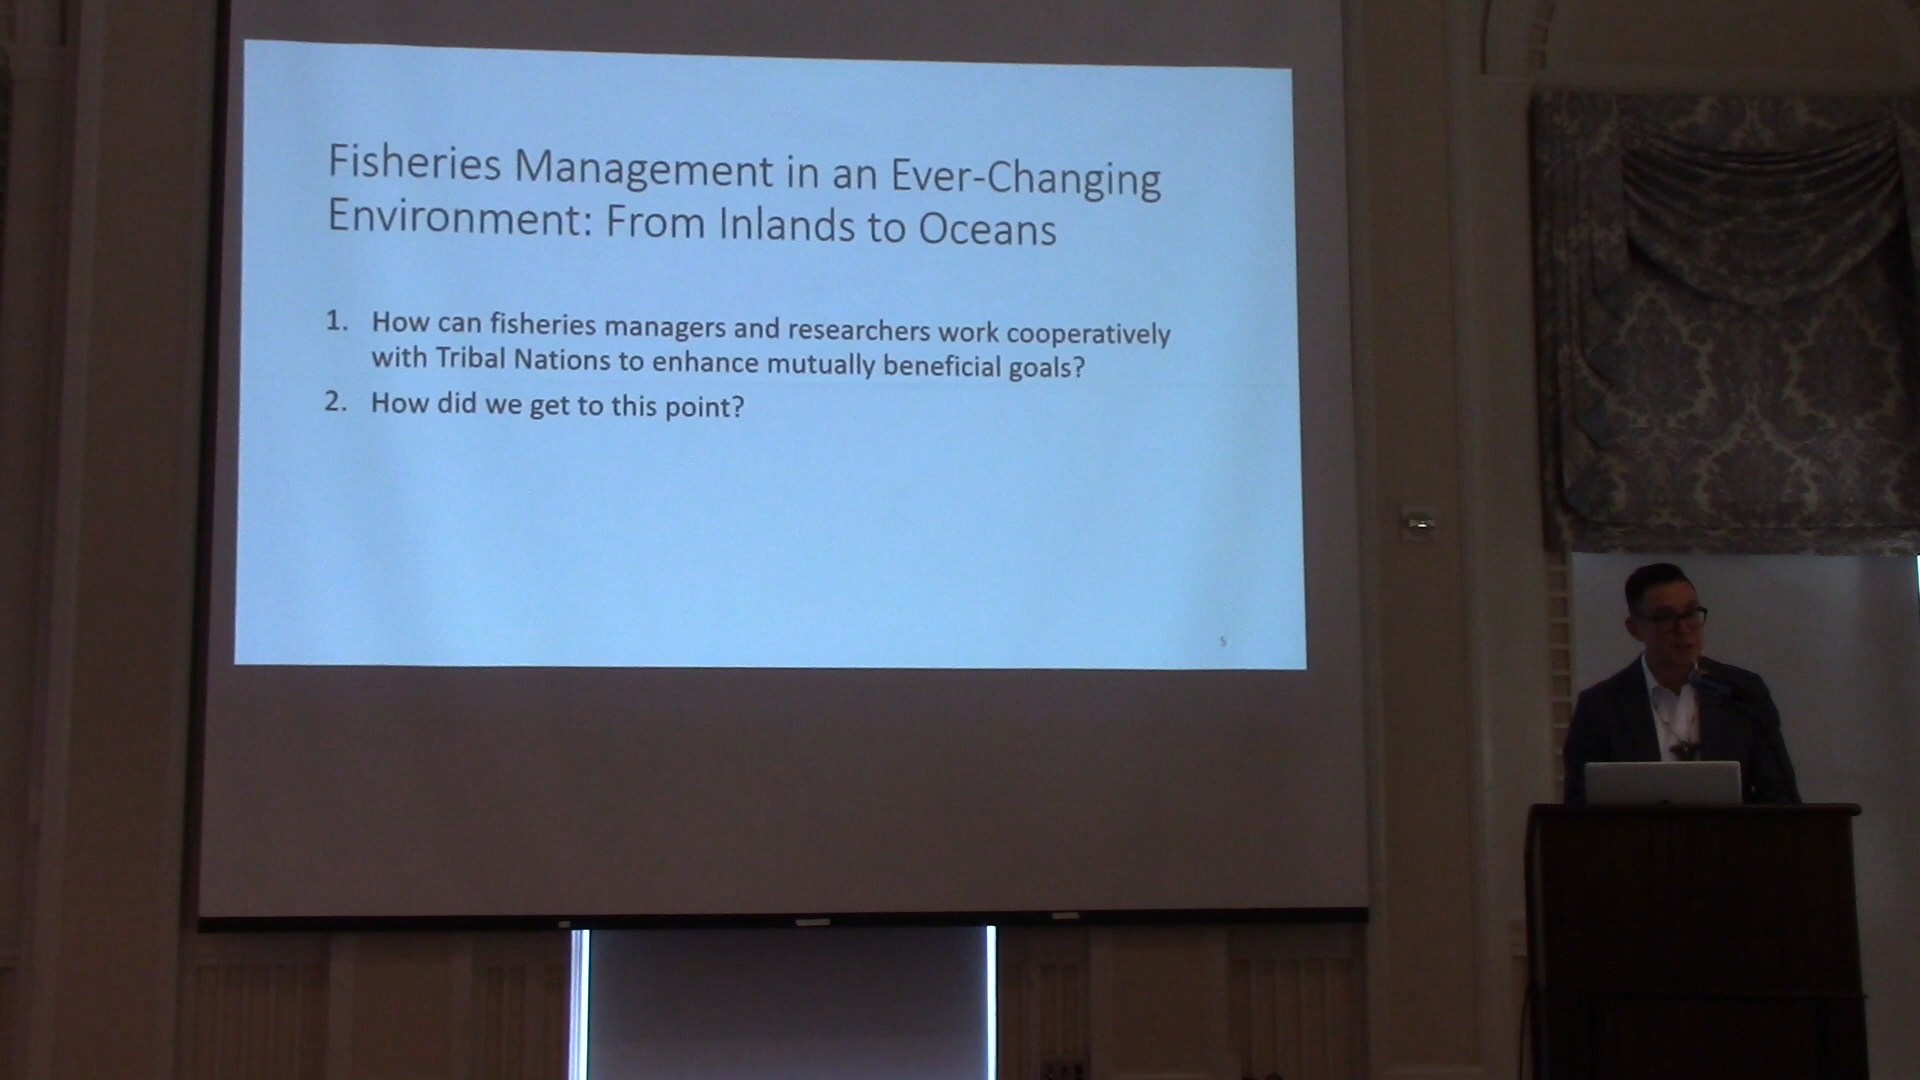 Fisheries Management in an Ever-Changing
Environment: From Inlands to Oceans
1. How can fisheries managers and researchers work cooperatively
with Tribal Nations to enhance mutually beneficial goals?
2. How did we get to this point?
5